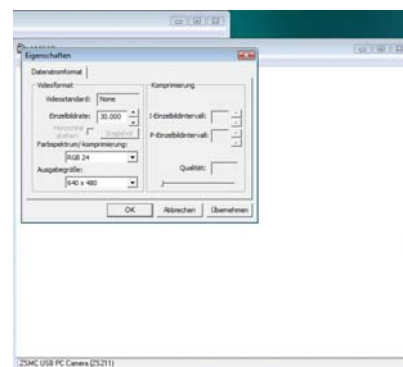 Eigenschaften
Datenstromformat
Videoformat
Videostandard: None
Einzelbildrate: 30.000
Horizontal drehen
Snapshot
Farbspektrum/-komprimierung:
RGB 24
Ausgabegröße:
640 x 480
Komprimierung
I-Einzelbildintervall:
P-Einzelbildintervall:
Qualität:
OK Abbrechen Übernehmen
ZSMC USB PC Camera (ZS211)